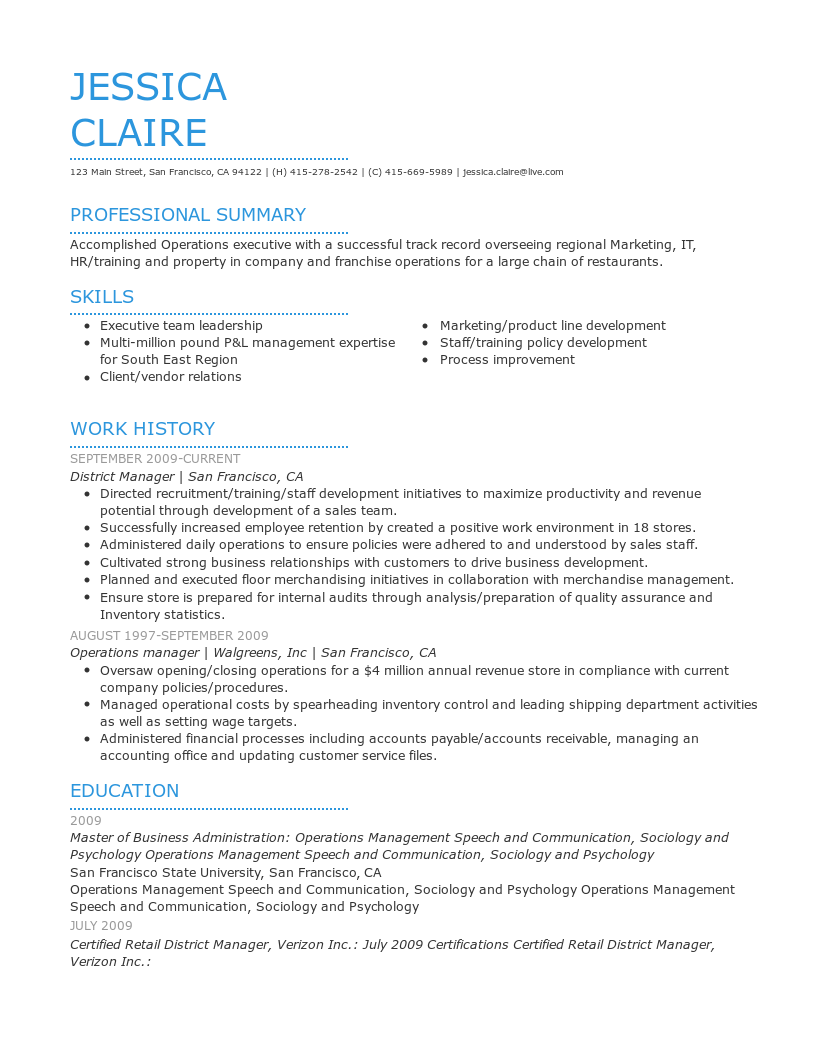 JESSICA
CLAIRE
123 Main Street, San Francisco, CA 94122 | (H) 415-278-2542 | (C) 415-669-5989 | jessica.claire@live.com
PROFESSIONAL SUMMARY
Accomplished Operations executive with a successful track record overseeing regional Marketing, IT,
HR/training and property in company and franchise operations for a large chain of restaurants.
SKILLS
• Executive team leadership
• Multi-million pound P&L management expertise
for South East Region
• Client/vendor relations
• Marketing/product line development
• Staff/training policy development
• Process improvement
WORK HISTORY
SEPTEMBER 2009-CURRENT
District Manager | San Francisco, CA
• Directed recruitment/training/staff development initiatives to maximize productivity and revenue
potential through development of a sales team.
• Successfully increased employee retention by created a positive work environment in 18 stores.
• Administered daily operations to ensure policies were adhered to and understood by sales staff.
• Cultivated strong business relationships with customers to drive business development.
• Planned and executed floor merchandising initiatives in collaboration with merchandise management.
• Ensure store is prepared for internal audits through analysis/preparation of quality assurance and
Inventory statistics.
AUGUST 1997-SEPTEMBER 2009
Operations manager | Walgreens, Inc | San Francisco, CA
• Oversaw opening/closing operations for a $4 million annual revenue store in compliance with current
company policies/procedures.
• Managed operational costs by spearheading inventory control and leading shipping department activities
as well as setting wage targets.
• Administered financial processes including accounts payable/accounts receivable, managing an
accounting office and updating customer service files.
EDUCATION
2009
Master of Business Administration: Operations Management Speech and Communication, Sociology and
Psychology Operations Management Speech and Communication, Sociology and Psychology
San Francisco State University, San Francisco, CA
Operations Management Speech and Communication, Sociology and Psychology Operations Management
Speech and Communication, Sociology and Psychology
JULY 2009
Certified Retail District Manager, Verizon Inc.: July 2009 Certifications Certified Retail District Manager,
Verizon Inc.: